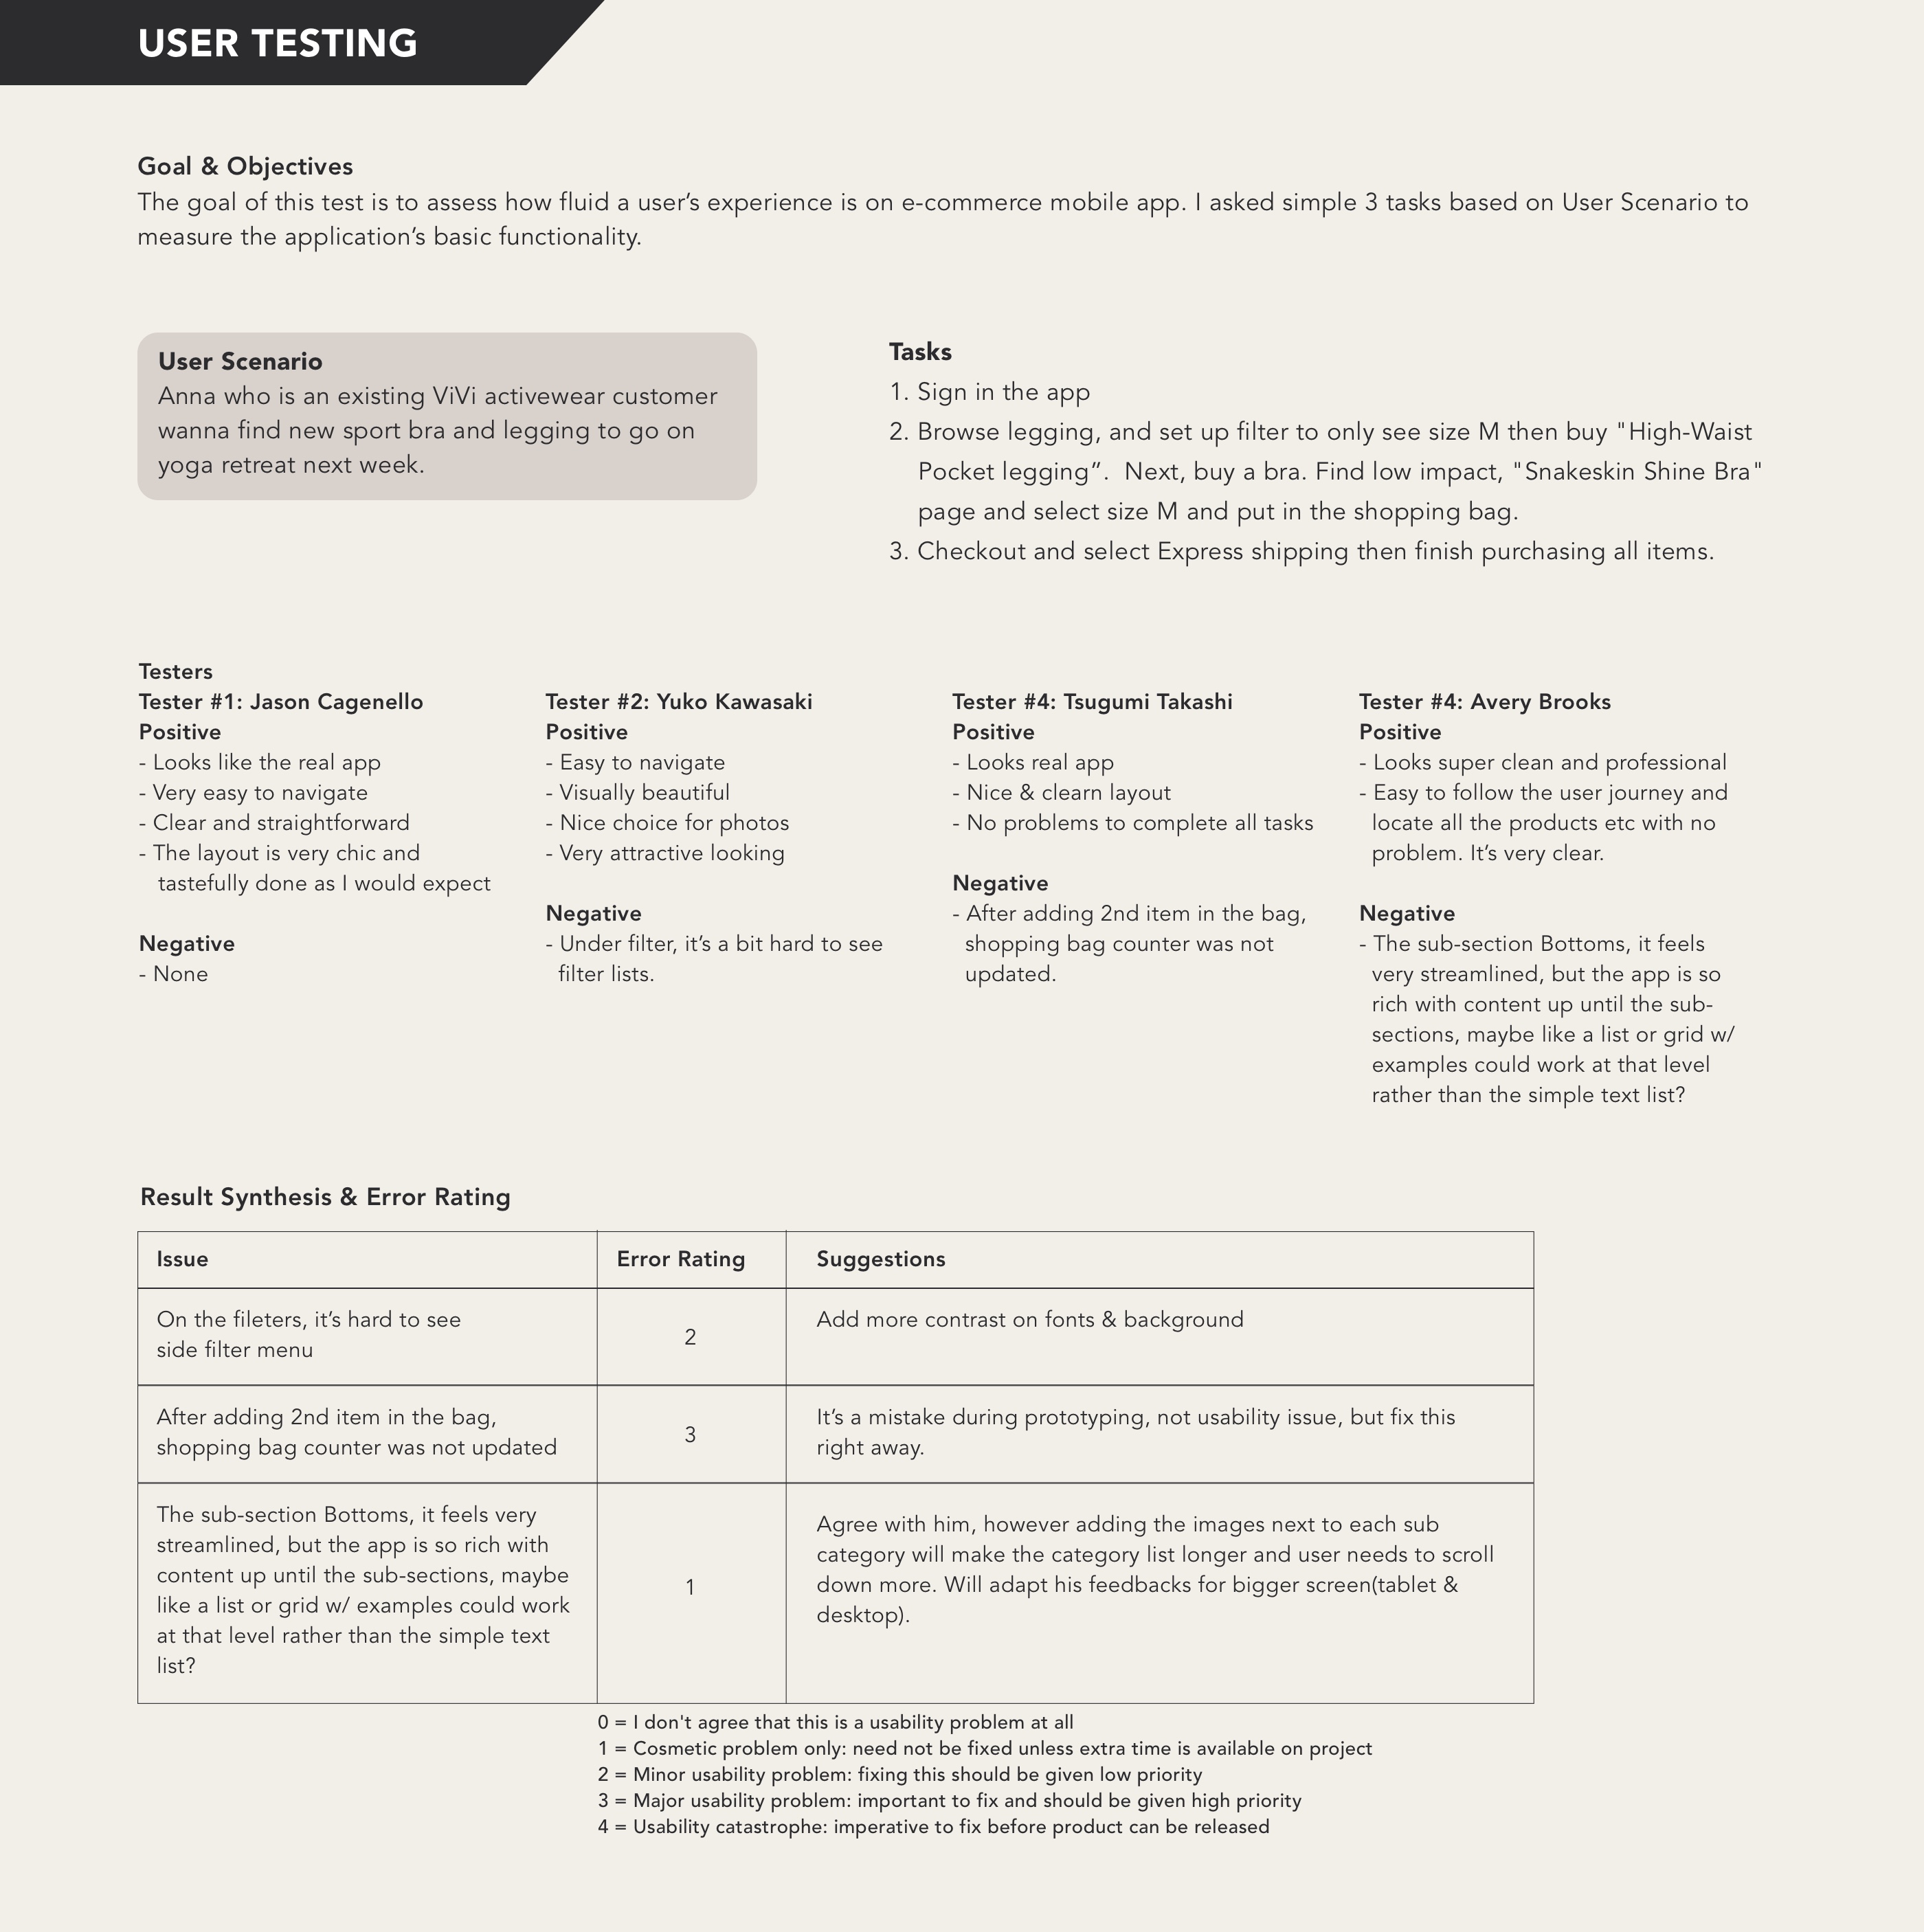 USER TESTING
Goal & Objectives
The goal of this test is to assess how fluid a user’s experience is on e-commerce mobile app. I asked simple 3 tasks based on User Scenario to
measure the application’s basic functionality.
User Scenario
Anna who is an existing ViVi activewear customer
wanna find new sport bra and legging to go on
yoga retreat next week.
Tasks
1. Sign in the app
2. Browse legging, and set up filter to only see size M then buy "High-Waist
Pocket legging”.  Next, buy a bra. Find low impact, "Snakeskin Shine Bra"
page and select size M and put in the shopping bag.
3. Checkout and select Express shipping then finish purchasing all items.
Testers
Tester #1: Jason Cagenello
Positive
- Looks like the real app
- Very easy to navigate
- Clear and straightforward
- The layout is very chic and
tastefully done as I would expect
Negative
- None
Tester #2: Yuko Kawasaki
Positive
- Easy to navigate
- Visually beautiful
- Nice choice for photos
- Very attractive looking
Negative
- Under filter, it’s a bit hard to see
filter lists.
Tester #4: Tsugumi Takashi
Positive
- Looks real app
- Nice & clearn layout
- No problems to complete all tasks
Negative
- After adding 2nd item in the bag,
shopping bag counter was not
updated.
Tester #4: Avery Brooks
Positive
- Looks super clean and professional
- Easy to follow the user journey and
locate all the products etc with no
problem. It’s very clear.
Negative
- The sub-section Bottoms, it feels
very streamlined, but the app is so
rich with content up until the sub-
sections, maybe like a list or grid w/
examples could work at that level
rather than the simple text list?
Result Synthesis & Error Rating
Issue
Error Rating
Suggestions
On the fileters, it’s hard to see
side filter menu
2
Add more contrast on fonts & background
After adding 2nd item in the bag,
shopping bag counter was not updated
3
It’s a mistake during prototyping, not usability issue, but fix this
right away.
The sub-section Bottoms, it feels very
streamlined, but the app is so rich with
content up until the sub-sections, maybe
like a list or grid w/ examples could work
at that level rather than the simple text
list?
1
Agree with him, however adding the images next to each sub
category will make the category list longer and user needs to scroll
down more. Will adapt his feedbacks for bigger screen(tablet &
desktop).
0 = I don't agree that this is a usability problem at all
1 = Cosmetic problem only: need not be fixed unless extra time is available on project
2 = Minor usability problem: fixing this should be given low priority
3 = Major usability problem: important to fix and should be given high priority
4 = Usability catastrophe: imperative to fix before product can be released